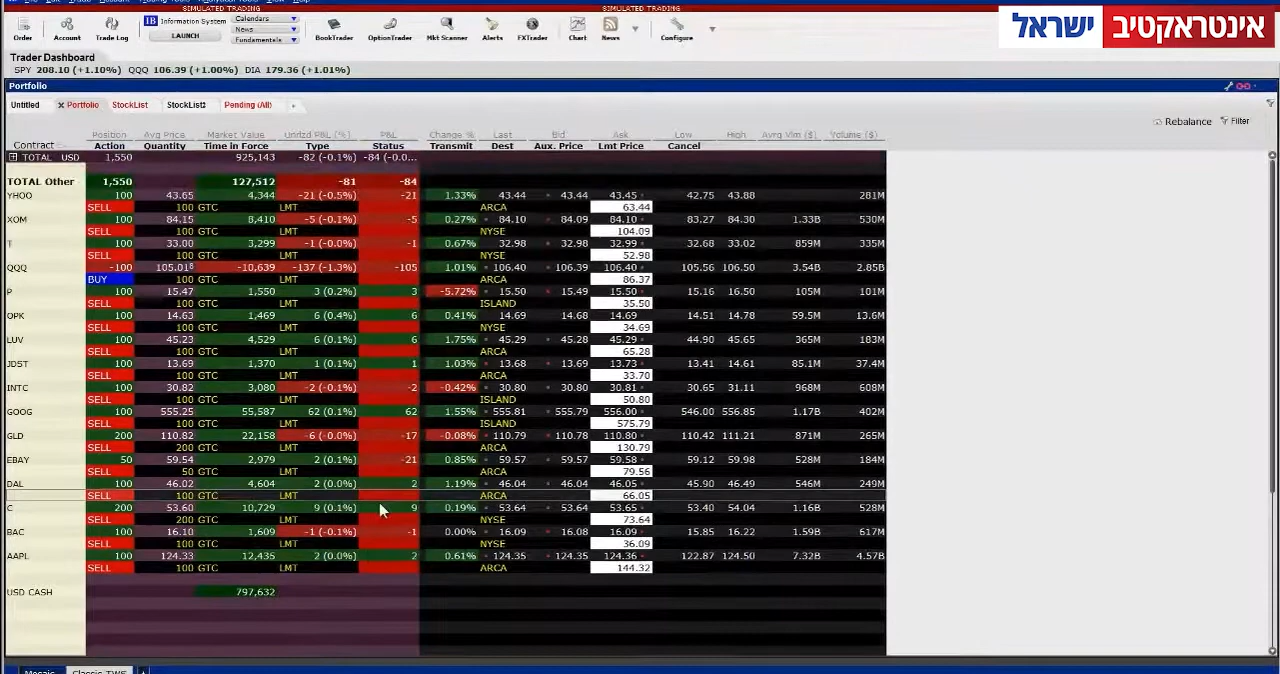 SIMULATED TRADING SIMULATED TRADING
אינטראקטיב ישראל
Order Account Trade Log IB Information System LAUNCH Calendars News Fundamentals BookTrader OptionTrader Mkt Scanner Alerts FXTrader Chart News Configure
Trader Dashboard
SPY 208.10 (+1.10%) QQQ 106.39 (+1.00%) DIA 179.36 (+1.01%)
Portfolio
Untitled Portfolio StockList StockList2 Pending (All) +
Rebalance Filter
Position Avg Price Market Value Unrlzd P&L (%) P&L Change % Last Bid Ask Low High Avrg Vlm ($) Volume ($)
Contract Action Quantity Time in Force Type Status Transmit Dest Aux. Price Lmt Price Cancel
TOTAL USD 1,550 925,143 -82 (-0.1%) -84 (-0.0...
TOTAL Other 1,550 127,512 -81 -84
YHOO 100 43.65 4,344 -21 (-0.5%) -21 1.33% 43.44 43.44 43.45 42.75 43.88 281M
SELL 100 GTC LMT ARCA 63.44
XOM 100 84.15 8,410 -5 (-0.1%) -5 0.27% 84.10 84.09 84.10 83.27 84.30 1.33B 530M
SELL 100 GTC LMT NYSE 104.09
T 100 33.00 3,299 -1 (-0.0%) -1 0.67% 32.98 32.98 32.99 32.68 33.02 859M 335M
SELL 100 GTC LMT NYSE 52.98
QQQ -100 105.01⁸ -10,639 -137 (-1.3%) -105 1.01% 106.40 106.39 106.40 105.56 106.50 3.54B 2.85B
BUY 100 GTC LMT ARCA 86.37
P 100 15.47 1,550 3 (0.2%) 3 -5.72% 15.50 15.49 15.50 15.16 16.50 105M 101M
SELL 100 GTC LMT ISLAND 35.50
OPK 100 14.63 1,469 6 (0.4%) 6 0.41% 14.69 14.68 14.69 14.51 14.78 59.5M 13.6M
SELL 100 GTC LMT NYSE 34.69
LUV 100 45.23 4,529 6 (0.1%) 6 1.75% 45.29 45.28 45.29 44.90 45.65 365M 183M
SELL 100 GTC LMT ARCA 65.28
JDST 100 13.69 1,370 1 (0.1%) 1 1.03% 13.68 13.69 13.73 13.41 14.61 85.1M 37.4M
SELL 100 GTC LMT ARCA 33.70
INTC 100 30.82 3,080 -2 (-0.1%) -2 -0.42% 30.80 30.80 30.81 30.65 31.11 968M 608M
SELL 100 GTC LMT ISLAND 50.80
GOOG 100 555.25 55,587 62 (0.1%) 62 1.55% 555.81 555.79 556.00 546.00 556.85 1.17B 402M
SELL 100 GTC LMT ISLAND 575.79
GLD 200 110.82 22,158 -6 (-0.0%) -17 -0.08% 110.79 110.78 110.80 110.42 111.21 871M 265M
SELL 200 GTC LMT ARCA 130.79
EBAY 50 59.54 2,979 2 (0.1%) -21 0.85% 59.57 59.57 59.58 59.12 59.98 528M 184M
SELL 50 GTC LMT ARCA 79.56
DAL 100 46.02 4,604 2 (0.0%) 2 1.19% 46.04 46.04 46.05 45.90 46.49 546M 249M
SELL 100 GTC LMT ARCA 66.05
C 200 53.60 10,729 9 (0.1%) 9 0.19% 53.64 53.64 53.65 53.40 54.04 1.16B 528M
SELL 200 GTC LMT NYSE 73.64
BAC 100 16.10 1,609 -1 (-0.1%) -1 0.00% 16.09 16.08 16.09 15.85 16.22 1.59B 617M
SELL 100 GTC LMT NYSE 36.09
AAPL 100 124.33 12,435 2 (0.0%) 2 0.61% 124.35 124.35 124.36 122.87 124.50 7.32B 4.57B
SELL 100 GTC LMT ARCA 144.32
USD CASH 797,632
Mosaic Classic TWS